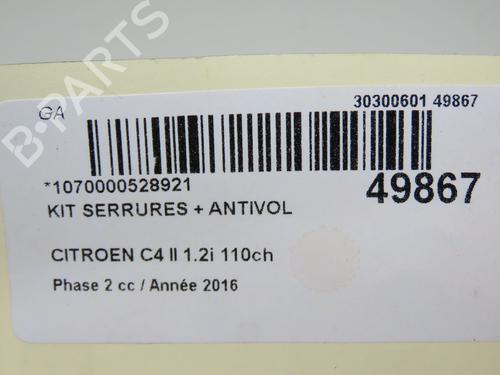 B-PARTS
GA
30300601 49867
*1070000528921
49867
KIT SERRURES + ANTIVOL
CITROEN C4 II 1.2i 110ch
Phase 2 cc / Année 2016